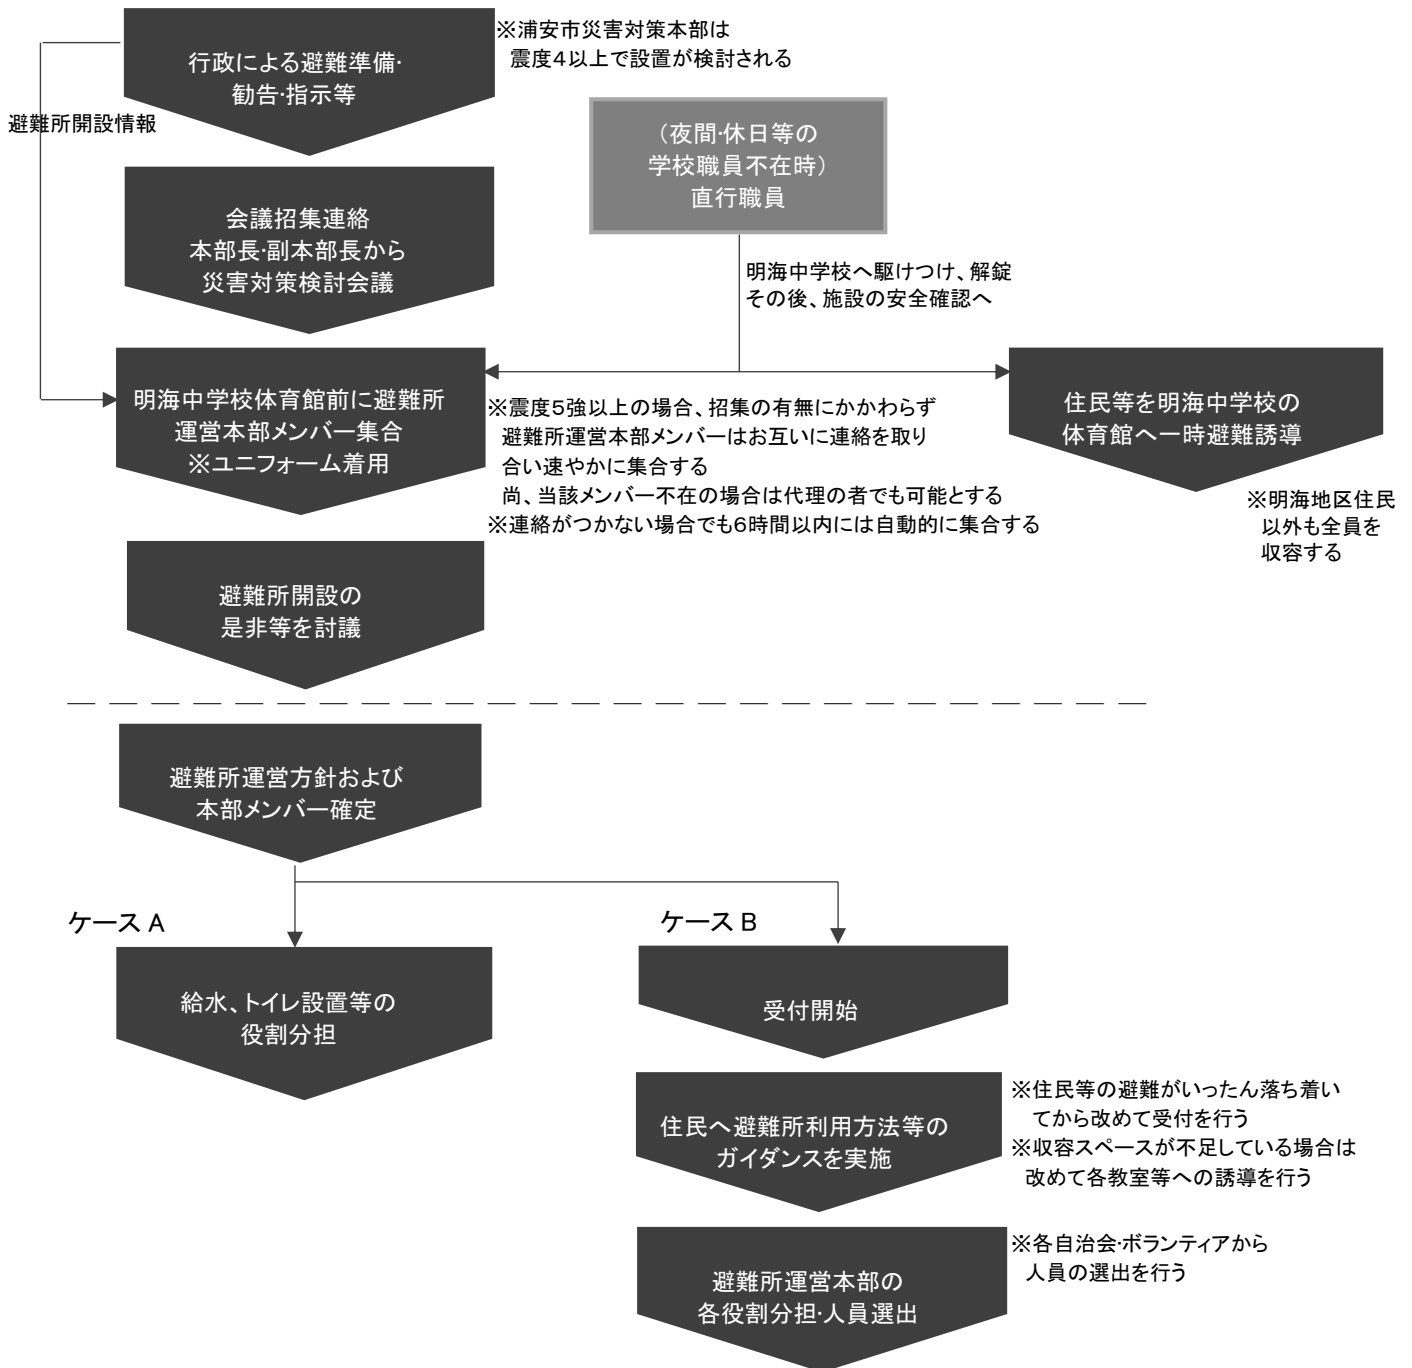 ※浦安市災害対策本部は
震度4以上で設置が検討される
行政による避難準備・
勧告・指示等
避難所開設情報
(夜間・休日等の
学校職員不在時)
直行職員
会議招集連絡
本部長・副本部長から
災害対策検討会議
明海中学校へ駆けつけ、解錠
その後、施設の安全確認へ
明海中学校体育館前に避難所
運営本部メンバー集合
※ユニフォーム着用
※震度5強以上の場合、招集の有無にかかわらず
避難所運営本部メンバーはお互いに連絡を取り
合い速やかに集合する
尚、当該メンバー不在の場合は代理の者でも可能とする
※連絡がつかない場合でも6時間以内には自動的に集合する
住民等を明海中学校の
体育館へ一時避難誘導
※明海地区住民
以外も全員を
収容する
避難所開設の
是非等を討議
避難所運営方針および
本部メンバー確定
ケース A
ケース B
給水、トイレ設置等の
役割分担
受付開始
住民へ避難所利用方法等の
ガイダンスを実施
※住民等の避難がいったん落ち着い
てから改めて受付を行う
※収容スペースが不足している場合は
改めて各教室等への誘導を行う
避難所運営本部の
各役割分担・人員選出
※各自治会・ボランティアから
人員の選出を行う